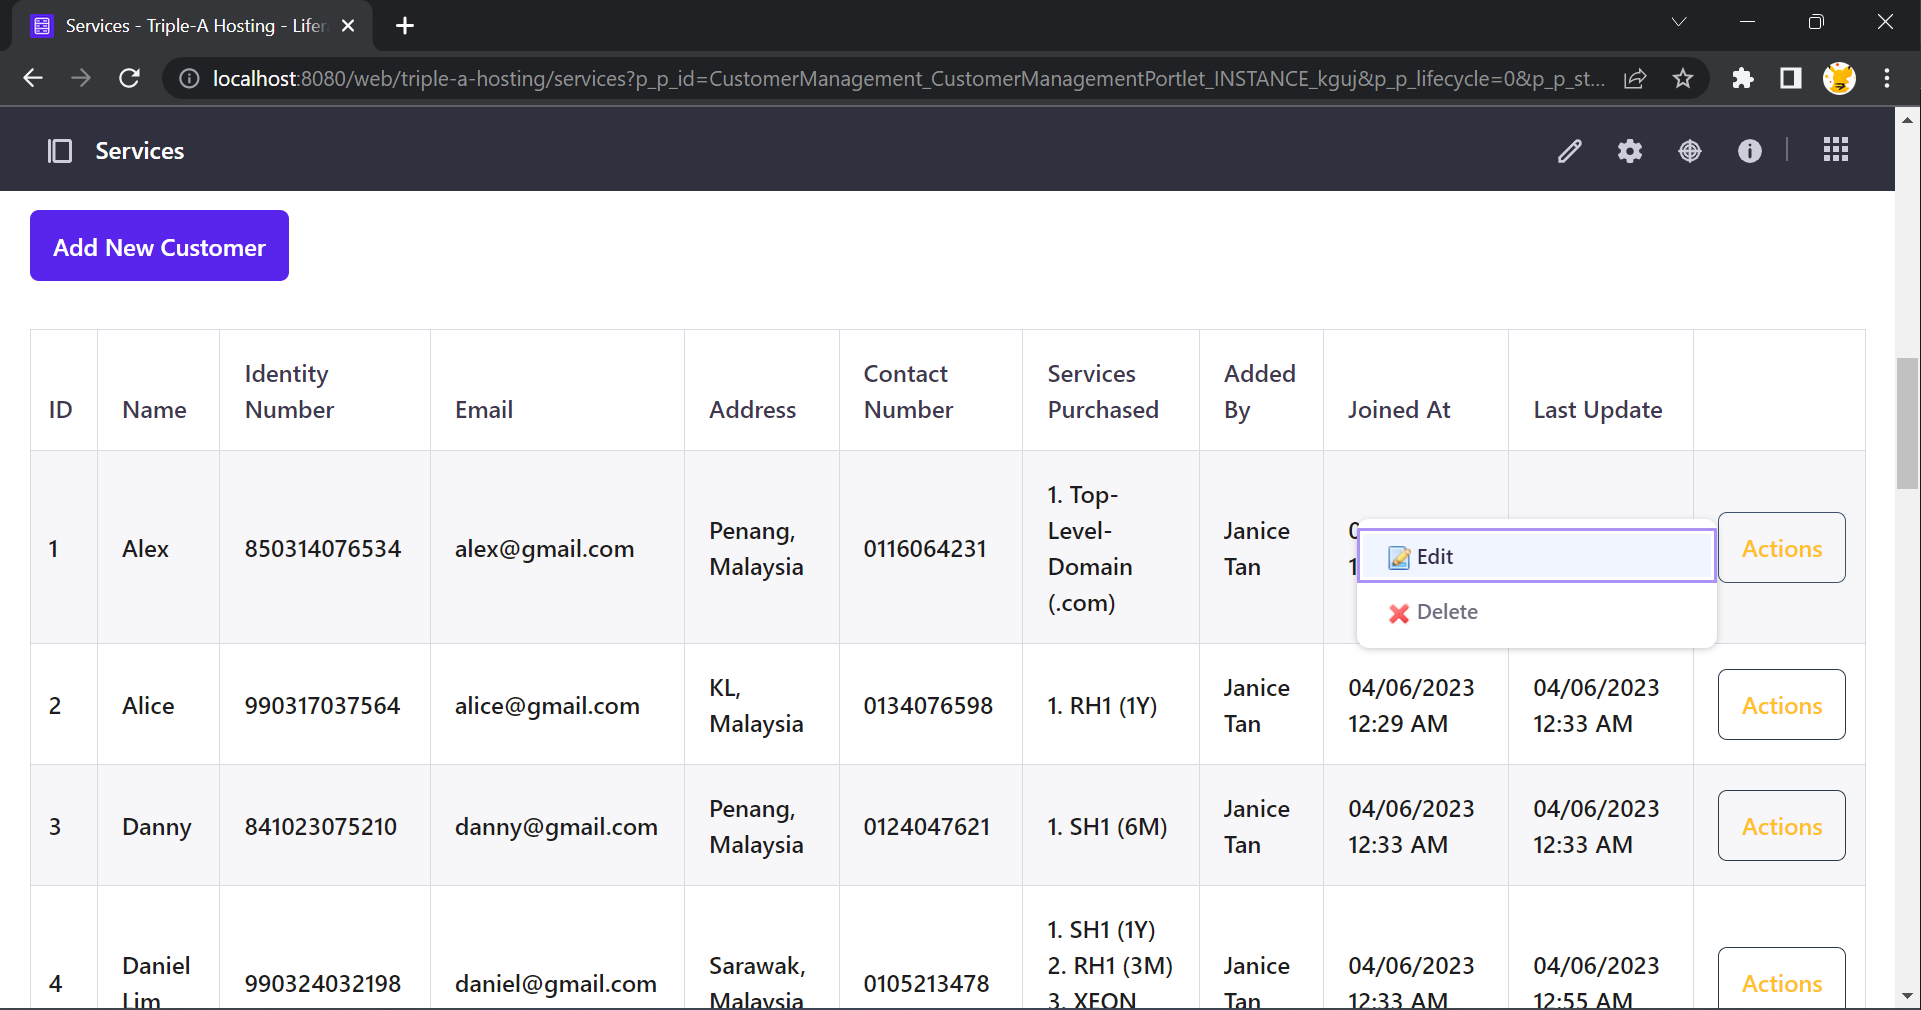 Services - Triple-A Hosting - Lifer
localhost:8080/web/triple-a-hosting/services?p_p_id=CustomerManagement_CustomerManagementPortlet_INSTANCE_kguj&p_p_lifecycle=0&p_p_st...
Services
Add New Customer
ID
Name
Identity
Number
Email
Address
Contact
Number
Services
Purchased
Added
By
Joined At
Last Update
1
Alex
850314076534
alex@gmail.com
Penang,
Malaysia
0116064231
1. Top-
Level-
Domain
(.com)
Janice
Tan
0
1
Edit
Delete
Actions
2
Alice
990317037564
alice@gmail.com
KL,
Malaysia
0134076598
1. RH1 (1Y)
Janice
Tan
04/06/2023
12:29 AM
04/06/2023
12:33 AM
Actions
3
Danny
841023075210
danny@gmail.com
Penang,
Malaysia
0124047621
1. SH1 (6M)
Janice
Tan
04/06/2023
12:33 AM
04/06/2023
12:33 AM
Actions
4
Daniel
Lim
990324032198
daniel@gmail.com
Sarawak,
Malaysia
0105213478
1. SH1 (1Y)
2. RH1 (3M)
3. XEON
Janice
Tan
04/06/2023
12:33 AM
04/06/2023
12:55 AM
Actions